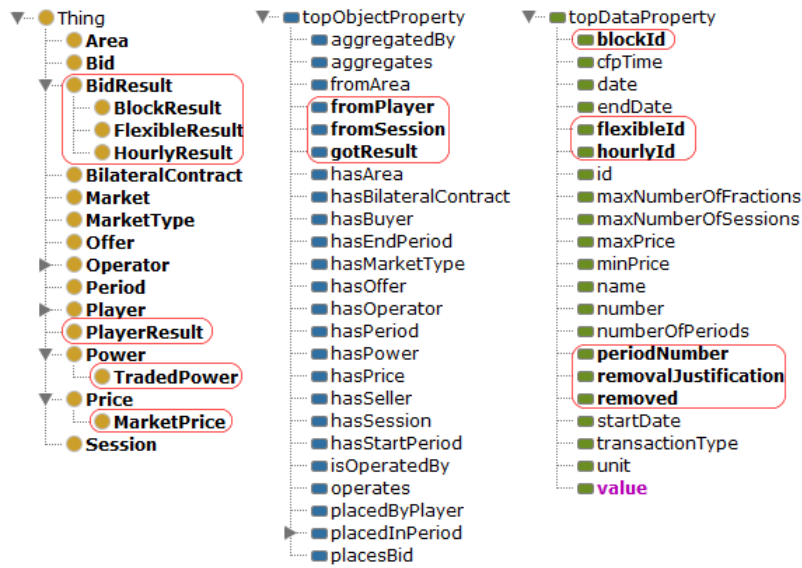 Thing
Area
Bid
BidResult
BlockResult
FlexibleResult
HourlyResult
BilateralContract
Market
MarketType
Offer
Operator
Period
Player
PlayerResult
Power
TradedPower
Price
MarketPrice
Session
topObjectProperty
aggregatedBy
aggregates
fromArea
fromPlayer
fromSession
gotResult
hasArea
hasBilateralContract
hasBuyer
hasEndPeriod
hasMarketType
hasOffer
hasOperator
hasPeriod
hasPower
hasPrice
hasSeller
hasSession
hasStartPeriod
isOperatedBy
operates
placedByPlayer
placedInPeriod
placesBid
topDataProperty
blockId
cfpTime
date
endDate
flexibleId
hourlyId
id
maxNumberOfFractions
maxNumberOfSessions
maxPrice
minPrice
name
number
numberOfPeriods
periodNumber
removalJustification
removed
startDate
transactionType
unit
value